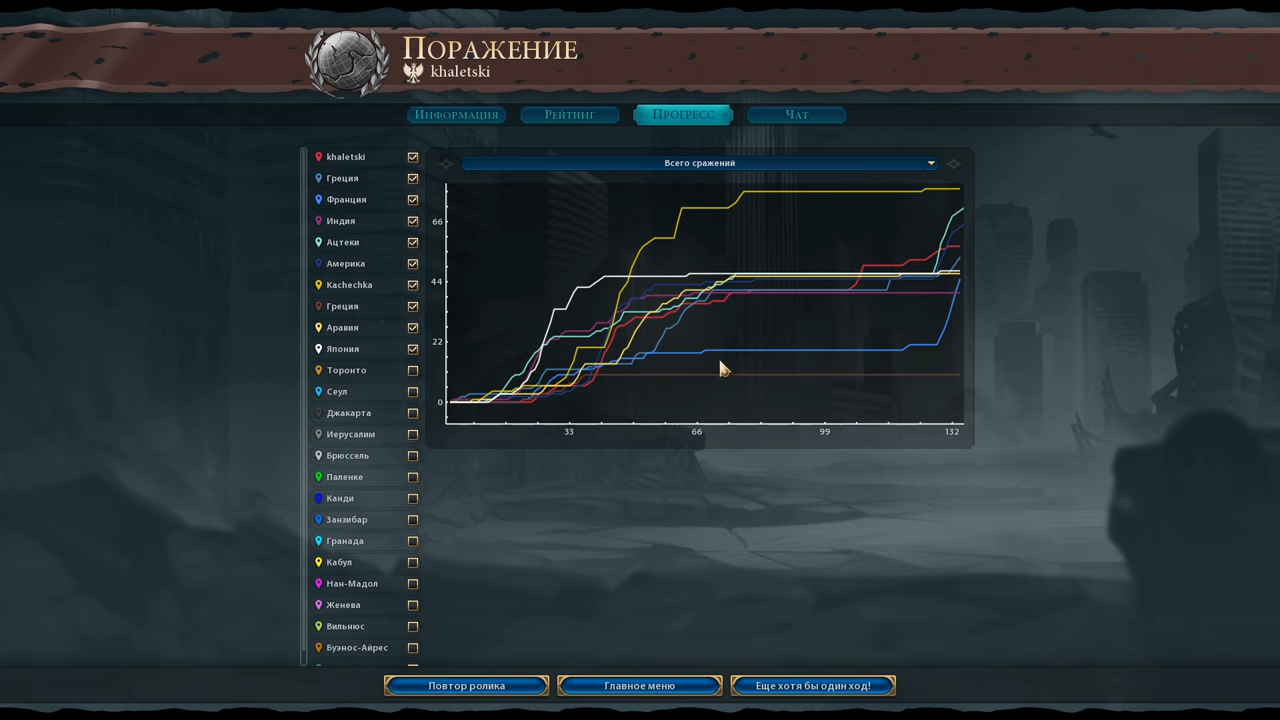 Поражение
khaletski
Информация
Рейтинг
Прогресс
Чат
Всего сражений
khaletski
Греция
Франция
Индия
Ацтеки
Америка
Kachechka
Греция
Аравия
Япония
Торонто
Сеул
Джакарта
Иерусалим
Брюссель
Паленке
Канди
Занзибар
Гранада
Кабул
Нан-Мадол
Женева
Вильнюс
Буэнос-Айрес
66
44
22
0
33
66
99
132
Повтор ролика
Главное меню
Еще хотя бы один ход!